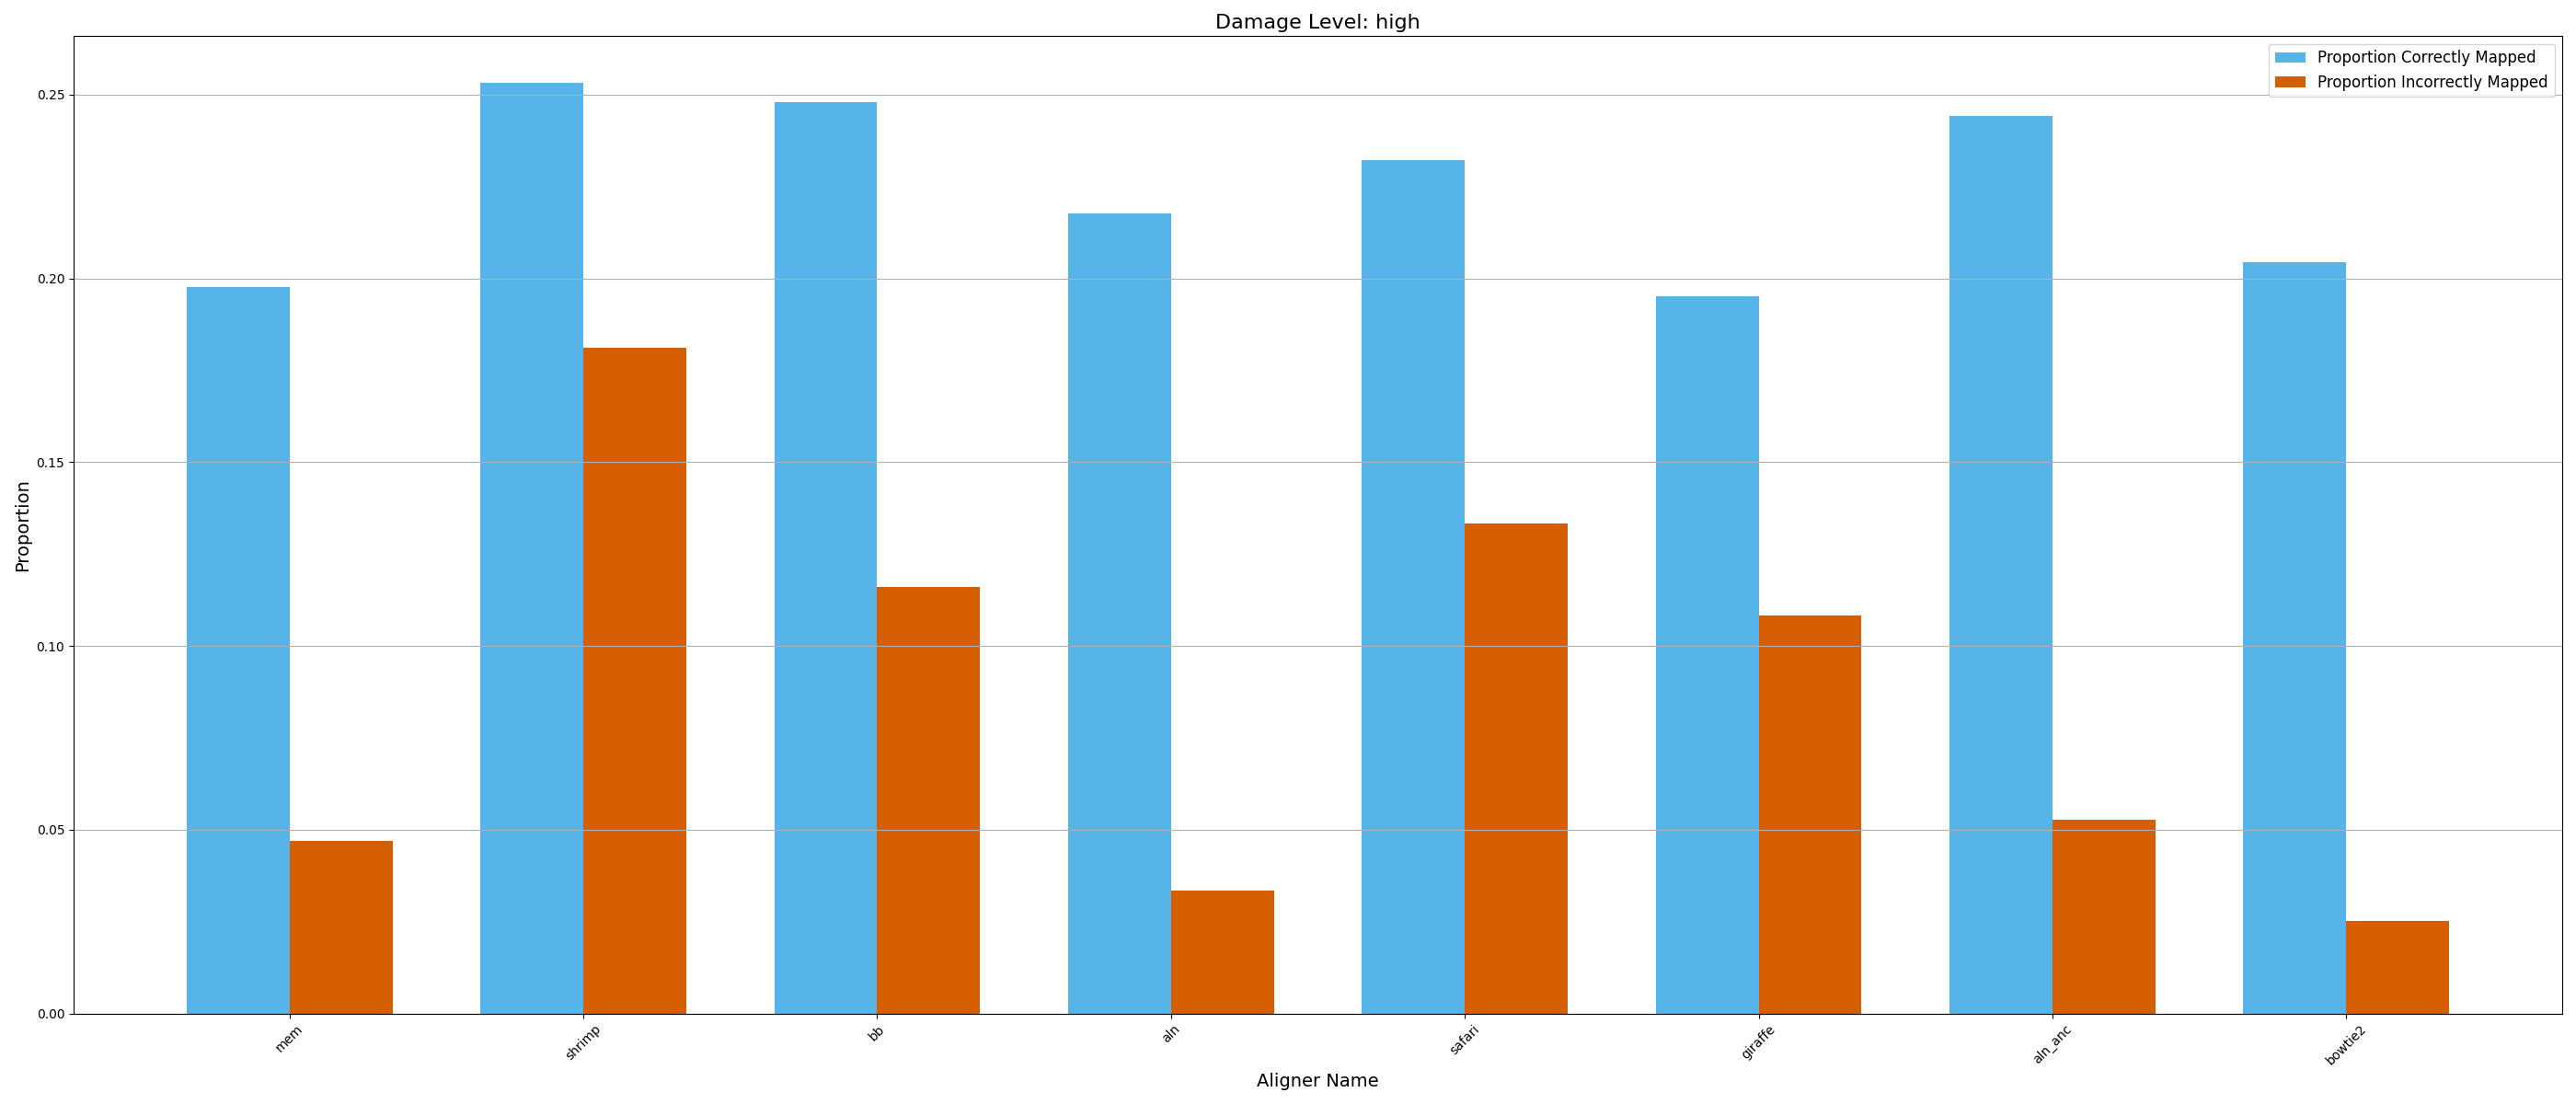 Damage Level: high
Proportion Correctly Mapped
Proportion Incorrectly Mapped
0.25
0.20
0.15
0.10
0.05
0.00
Proportion
mem
shrimp
bb
aln
safari
giraffe
aln_anc
bowtie2
Aligner Name